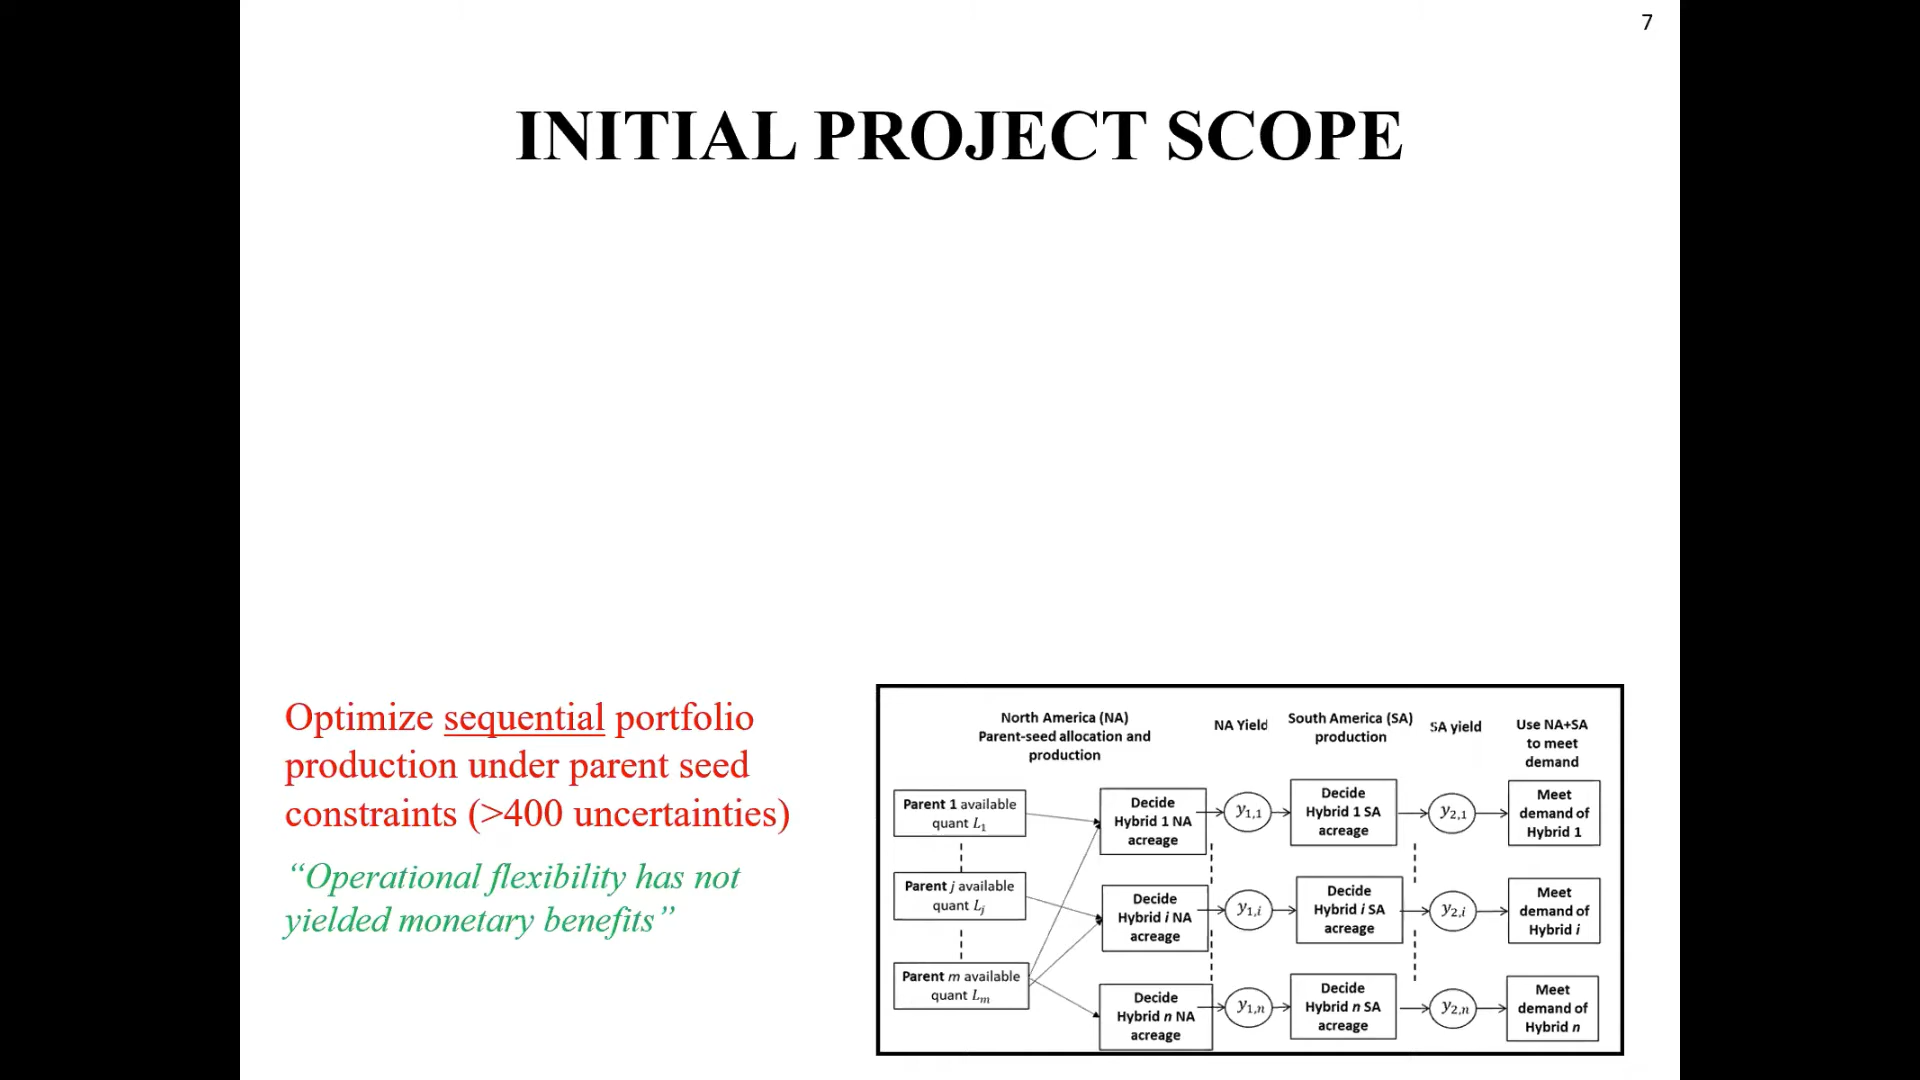 7
INITIAL PROJECT SCOPE
Optimize sequential portfolio
production under parent seed
constraints (>400 uncertainties)
“Operational flexibility has not
yielded monetary benefits”
North America (NA)
Parent-seed allocation and
production
NA Yield
South America (SA)
production
SA yield
Use NA+SA
to meet
demand
Parent 1 available
quant L₁
Decide
Hybrid 1 NA
acreage
y₁,₁
Decide
Hybrid 1 SA
acreage
y₂,₁
Meet
demand of
Hybrid 1
Parent j available
quant Lⱼ
Decide
Hybrid i NA
acreage
y₁,ᵢ
Decide
Hybrid i SA
acreage
y₂,ᵢ
Meet
demand of
Hybrid i
Parent m available
quant Lₘ
Decide
Hybrid n NA
acreage
y₁,ₙ
Decide
Hybrid n SA
acreage
y₂,ₙ
Meet
demand of
Hybrid n